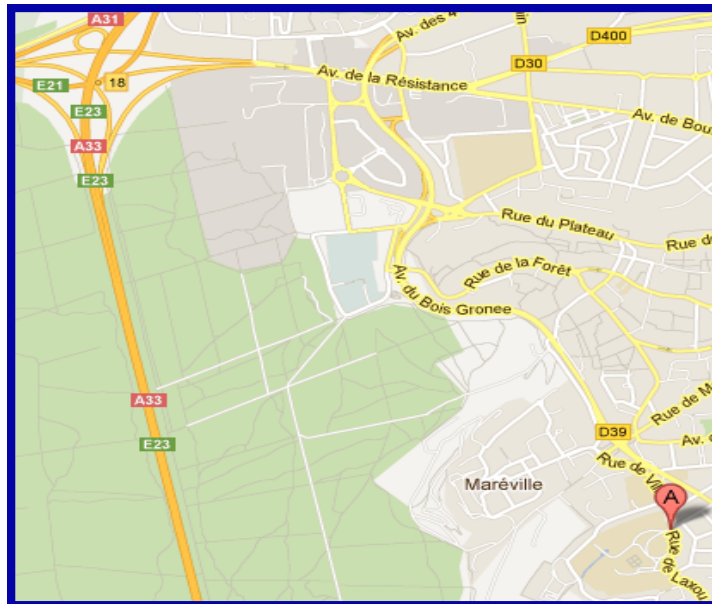 A31
Av. des 4
D400
D30
E21
18
Av. de la Résistance
E23
Av. de Bou
A33
E23
Rue du Plateau
Rue d
Rue de la Forêt
Av. du Bois Gronee
A33
Rue de M
D39
E23
Av.
Rue de Vil
Maréville
A
Rue de Laxou